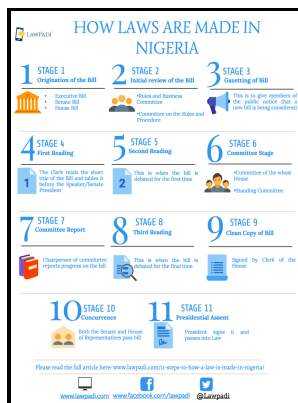 LAWPADI
HOW LAWS ARE MADE IN
NIGERIA
1 STAGE 1
Origination of the Bill
• Executive Bill
• Senate Bill
• House Bill
2 STAGE 2
Initial review of the Bill
•Rules and Business
Committee
•Committee on the Rules and
Procedure
3 STAGE 3
Gazetting of Bill
This is to give members of
the public notice that a
new bill is being considered
4 STAGE 4
First Reading
1
The Clerk reads the short
title of the Bill and tables it
before the Speaker/Senate
President
5 STAGE 5
Second Reading
2
This is when the bill is
debated for the first time
6 STAGE 6
Committee Stage
•Committee of the whole
House
•Standing Committee
7 STAGE 7
Committee Report
Chairperson of committee
reports progress on the bill
8 STAGE 8
Third Reading
This is when the bill is
debated for the final time
9 STAGE 9
Clean Copy of Bill
Signed by Clerk of the
House
10 STAGE 10
Concurrence
Both the Senate and House
of Representatives pass bill
11 STAGE 11
Presidential Assent
President signs it and
passes into Law
Please read the full article here: www.lawpadi.com/11-steps-to-how-a-law-is-made-in-nigeria/
www.lawpadi.com www.facebook.com/lawpadi @Lawpadi